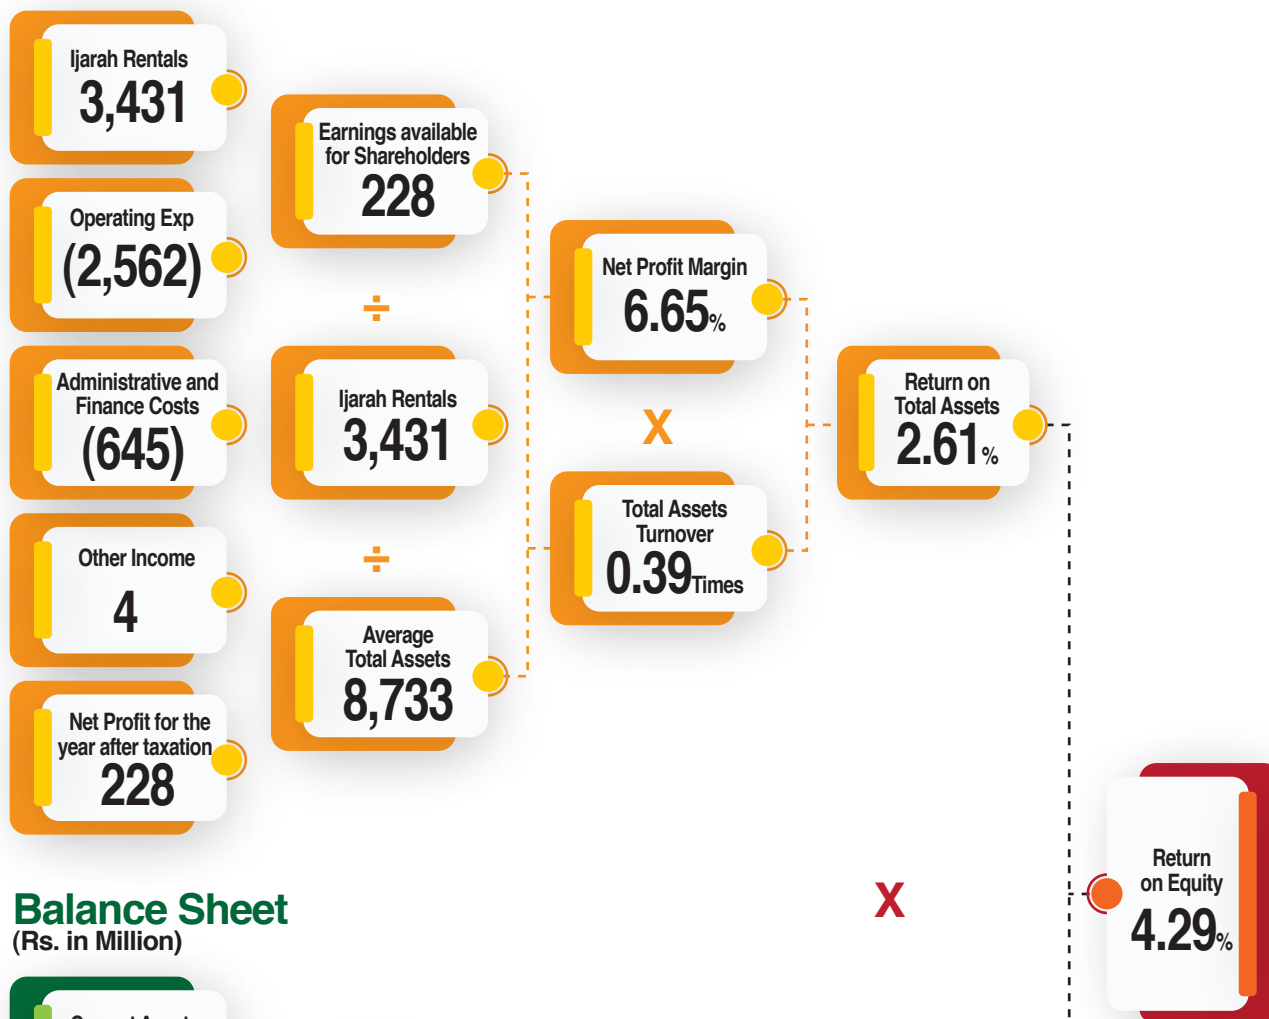 Ijarah Rentals
3,431
Operating Exp
(2,562)
Administrative and
Finance Costs
(645)
Other Income
4
Net Profit for the
year after taxation
228
Earnings available
for Shareholders
228
÷
Ijarah Rentals
3,431
÷
Average
Total Assets
8,733
Net Profit Margin
6.65%
X
Total Assets
Turnover
0.39Times
Return on
Total Assets
2.61%
X
Return
on Equity
4.29%
Balance Sheet
(Rs. in Million)